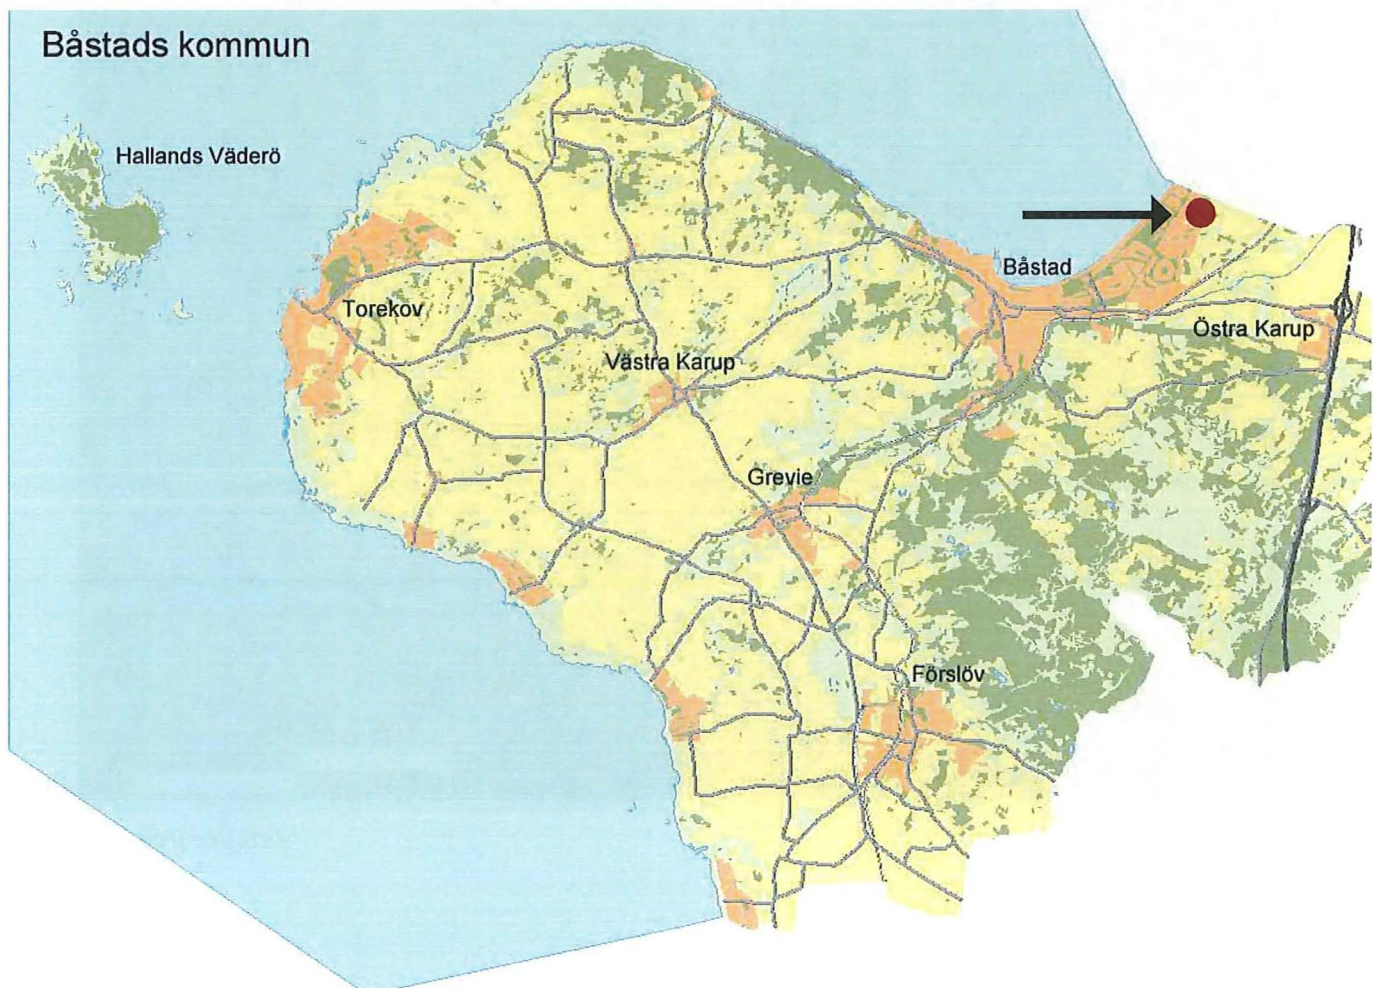 Båstads kommun
Hallands Väderö
Båstad
Torekov
Östra Karup
Västra Karup
Grevie
Förslöv